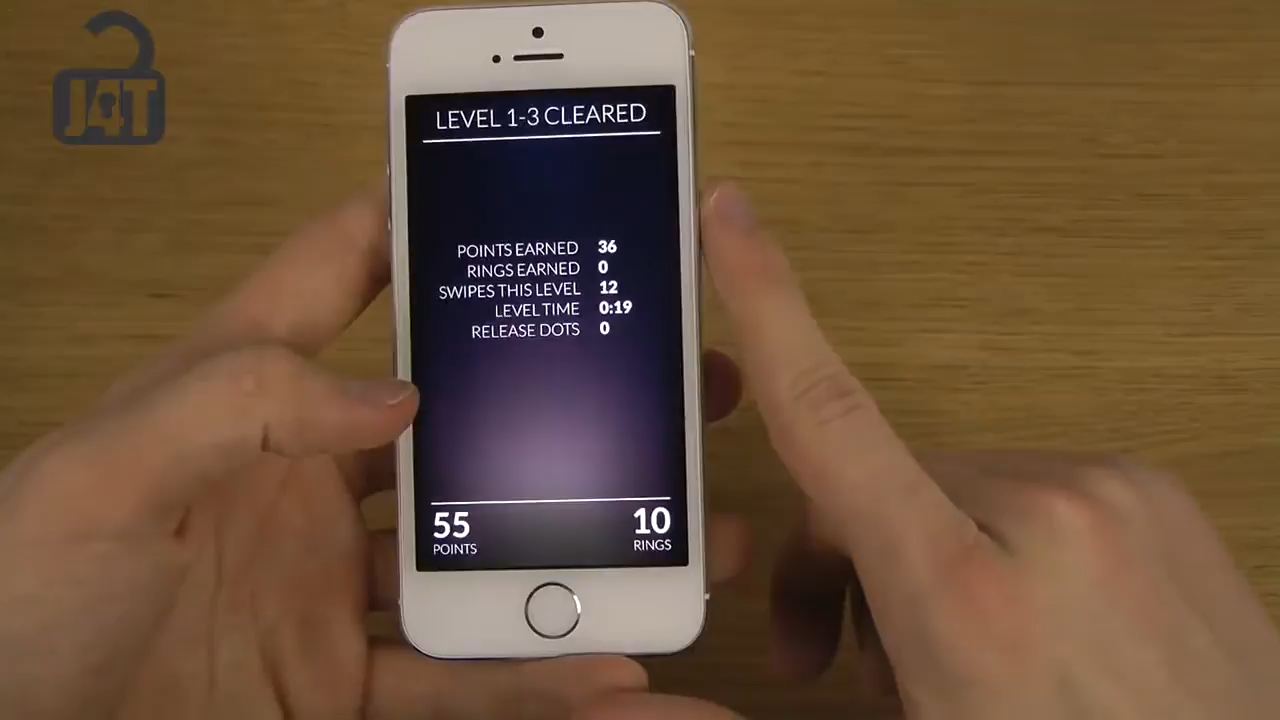 J4T
LEVEL 1-3 CLEARED
POINTS EARNED 36
RINGS EARNED 0
SWIPES THIS LEVEL 12
LEVEL TIME 0:19
RELEASE DOTS 0
55 10
POINTS RINGS